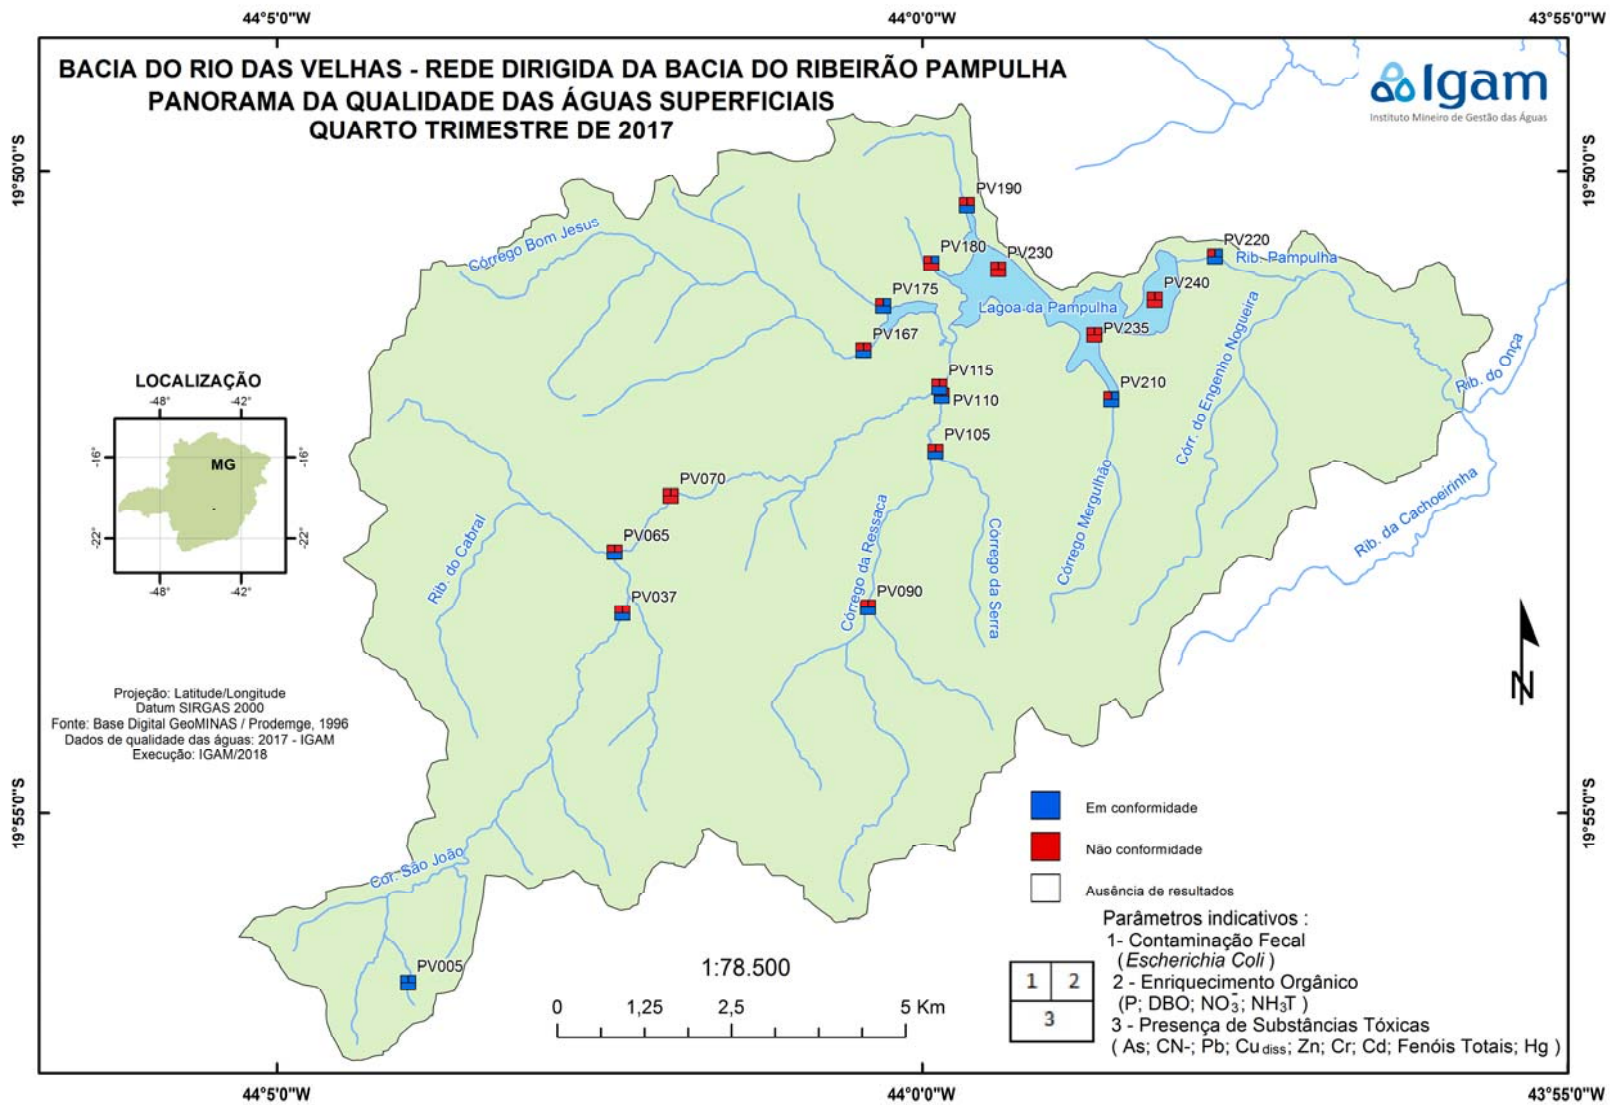 44°5'0"W
44°0'0"W
43°55'0"W
BACIA DO RIO DAS VELHAS - REDE DIRIGIDA DA BACIA DO RIBEIRÃO PAMPULHA
PANORAMA DA QUALIDADE DAS ÁGUAS SUPERFICIAIS
QUARTO TRIMESTRE DE 2017
Igam
Instituto Mineiro de Gestão das Águas
19°50'0"S
19°50'0"S
PV190
Córrego Bom Jesus
PV180
PV230
PV220
Rib. Pampulha
PV240
PV175
Lagoa da Pampulha
PV235
PV167
Rib. do Onça
PV115
PV210
PV110
Córr. do Engenho Nogueira
PV105
LOCALIZAÇÃO
-48°
-42°
-16°
MG
-16°
-22°
-22°
-48°
-42°
PV070
Rib. da Cachoeirinha
Córrego Mergulhão
PV065
Rib. do Cabral
Córrego da Ressaca
Córrego da Serra
PV037
PV090
N
Projeção: Latitude/Longitude
Datum SIRGAS 2000
Fonte: Base Digital GeoMINAS / Prodemge, 1996
Dados de qualidade das águas: 2017 - IGAM
Execução: IGAM/2018
19°55'0"S
19°55'0"S
Em conformidade
Não conformidade
Ausência de resultados
Cor. São João
PV005
1:78.500
0 1,25 2,5 5 Km
Parâmetros indicativos :
1- Contaminação Fecal
(Escherichia Coli)
1 2
2 - Enriquecimento Orgânico
(P; DBO; NO₃⁻; NH₃T )
3
3 - Presença de Substâncias Tóxicas
( As; CN-; Pb; Cu diss; Zn; Cr; Cd; Fenóis Totais; Hg )
44°5'0"W
44°0'0"W
43°55'0"W